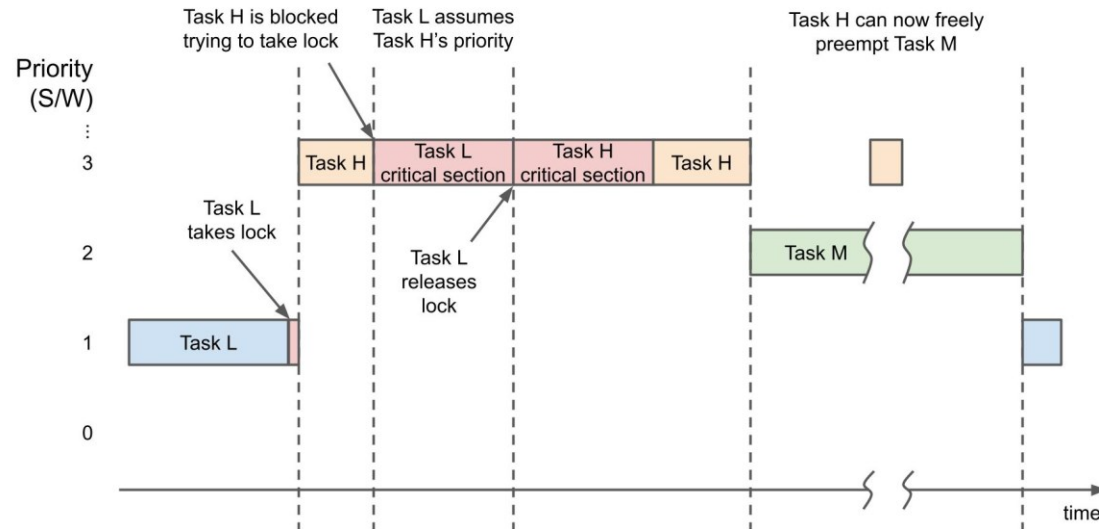 Task H is blocked
trying to take lock
Task L assumes
Task H's priority
Task H can now freely
preempt Task M
Priority
(S/W)
⋮
3
Task H
Task L
critical section
Task H
critical section
Task H
Task L
takes lock
2
Task L
releases
lock
Task M
1
Task L
0
time